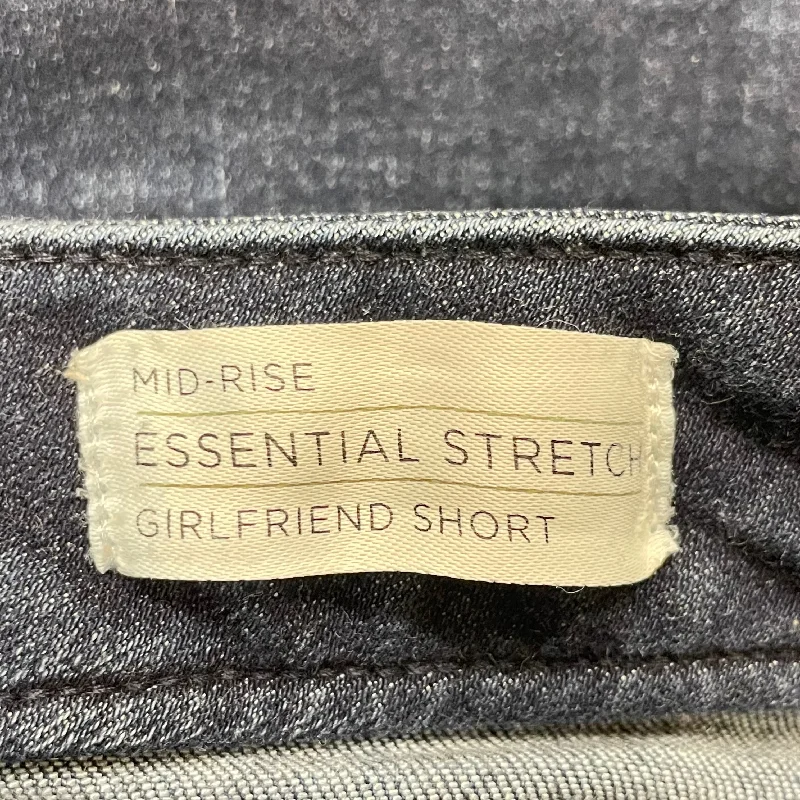 MID-RISE
ESSENTIAL STRETCH
GIRLFRIEND SHORT